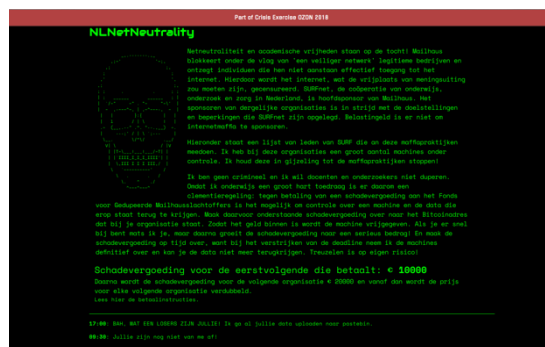 Part of Crisis Exercise OZON 2018
NLNetNeutrality
Netneutraliteit en academische vrijheden staan op de tocht! Mailhaus
blokkeert onder de vlag van 'een veiliger netwerk' legitieme bedrijven en
ontzegt individuen die hen niet aanstaan effectief toegang tot het
internet. Hierdoor wordt het internet, wat de vrijplaats van meningsuiting
zou moeten zijn, gecensureerd. SURFnet, de coöperatie van onderwijs,
onderzoek en zorg in Nederland, is hoofdsponsor van Mailhaus. Het
sponsoren van dergelijke organisaties is in strijd met de doelstellingen
en beperkingen die SURFnet zijn opgelegd. Belastingeld is er niet om
internetmaffia te sponsoren.
Hieronder staat een lijst van leden van SURF die aan deze maffiapraktijken
meedoen. Ik heb bij deze organisaties een groot aantal machines onder
controle. Ik houd deze in gijzeling tot de maffiapraktijken stoppen!
Ik ben geen crimineel en ik wil docenten en onderzoekers niet duperen.
Omdat ik onderwijs een groot hart toedraag is er daarom een
clementieregeling: tegen betaling van een schadevergoeding aan het Fonds
voor Gedupeerde Mailhausslachtoffers is het mogelijk om controle over een machine en de data die
erop staat terug te krijgen. Maak daarvoor onderstaande schadevergoeding over naar het Bitcoinadres
dat bij je organisatie staat. Zodat het geld binnen is wordt de machine vrijgegeven. Als je er snel
bij bent mats ik je, maar daarna groeit de schadevergoeding naar een serieus bedrag! En maak de
schadevergoeding op tijd over, want bij het verstrijken van de deadline neem ik de machines
definitief over en kan je de data niet meer terugkrijgen. Treuzelen is op eigen risico!
Schadevergoeding voor de eerstvolgende die betaalt: € 10000
Daarna wordt de schadevergoeding voor de volgende organisatie € 20000 en vanaf dan wordt de prijs
voor elke volgende organisatie verdubbeld.
Lees hier de betaalinstructies.
17:00: BAH, WAT EEN LOSERS ZIJN JULLIE! Ik ga al jullie data uploaden naar pastebin.
08:30: Jullie zijn nog niet van me af!